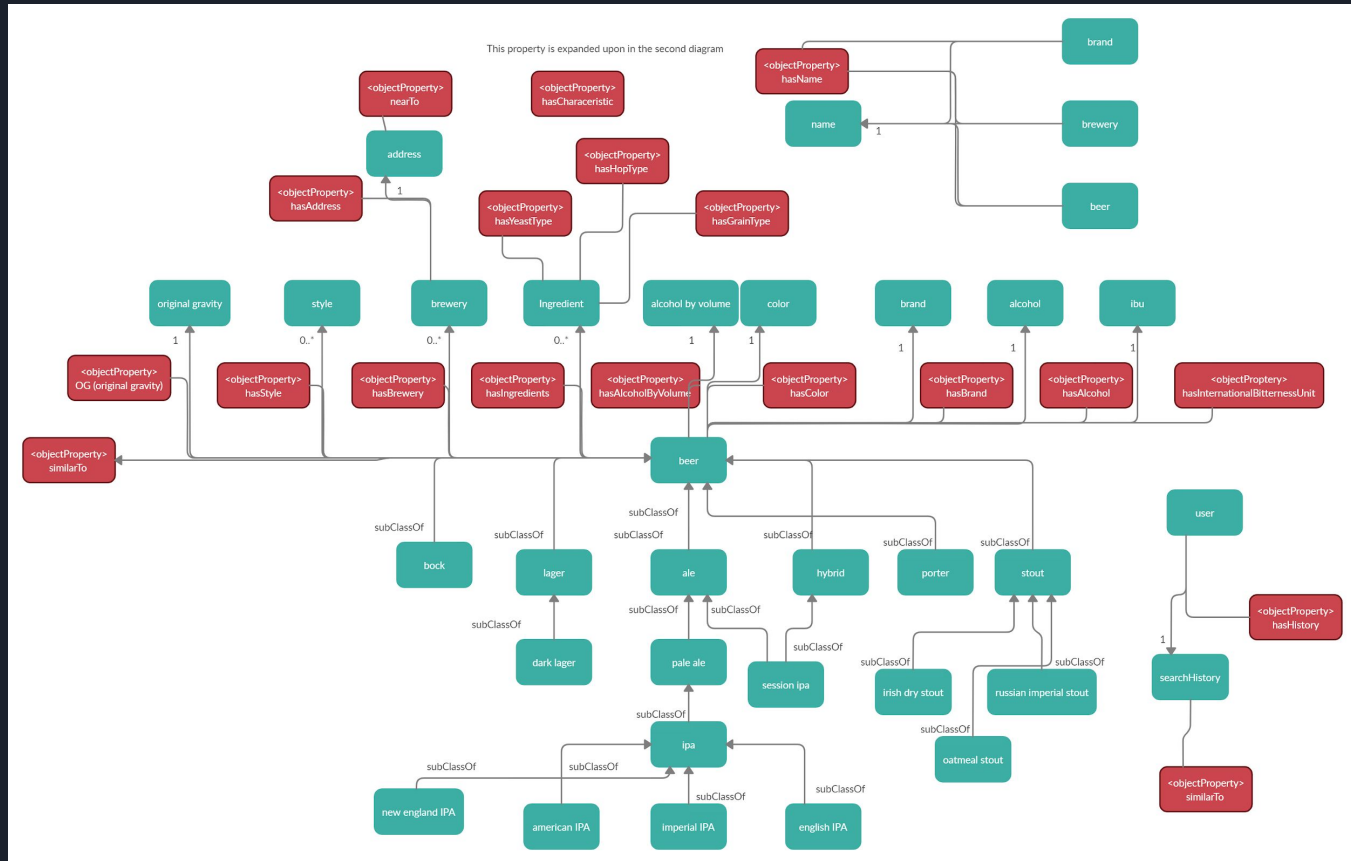 This property is expanded upon in the second diagram
brand
<objectProperty>
hasName
<objectProperty>
nearTo
<objectProperty>
hasCharaceristic
name
1
brewery
address
<objectProperty>
hasHopType
<objectProperty>
hasAddress
1
<objectProperty>
hasYeastType
<objectProperty>
hasGrainType
beer
original gravity
style
brewery
Ingredient
alcohol by volume
color
brand
alcohol
ibu
1
0..*
0..*
0..*
1
1
1
1
1
<objectProperty>
OG (original gravity)
<objectProperty>
hasStyle
<objectProperty>
hasBrewery
<objectProperty>
hasIngredients
<objectProperty>
hasAlcoholByVolume
<objectProperty>
hasColor
<objectProperty>
hasBrand
<objectProperty>
hasAlcohol
<objectProptery>
hasInternationalBitternessUnit
<objectProperty>
similarTo
beer
user
subClassOf
subClassOf
subClassOf
subClassOf
subClassOf
subClassOf
subClassOf
bock
lager
ale
hybrid
porter
stout
<objectProperty>
hasHistory
subClassOf
subClassOf
subClassOf
1
dark lager
pale ale
subClassOf
subClassOf
subClassOf
session ipa
irish dry stout
russian imperial stout
searchHistory
subClassOf
subClassOf
ipa
oatmeal stout
subClassOf
subClassOf
<objectProperty>
similarTo
subClassOf
subClassOf
new england IPA
american IPA
imperial IPA
english IPA